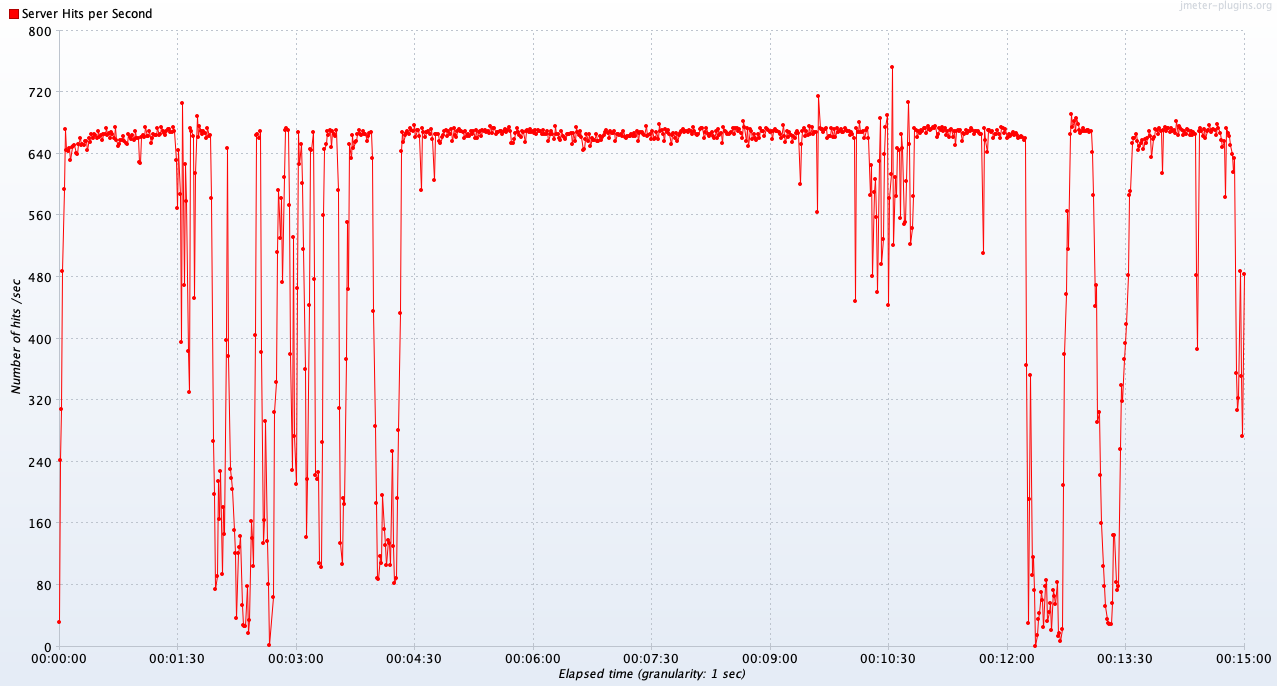 Server Hits per Second
jmeter-plugins.org
800
720
640
560
480
400
320
240
160
80
0
Number of hits /sec
00:00:00 00:01:30 00:03:00 00:04:30 00:06:00 00:07:30 00:09:00 00:10:30 00:12:00 00:13:30 00:15:00
Elapsed time (granularity: 1 sec)